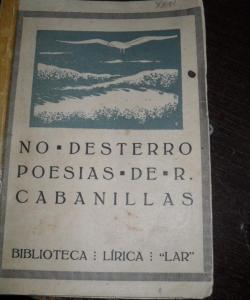 NO▪DESTERRO
POESIAS▪DE▪R.
CABANILLAS
BIBLIOTECA ⁝ LÍRICA ⁝ "LAR"